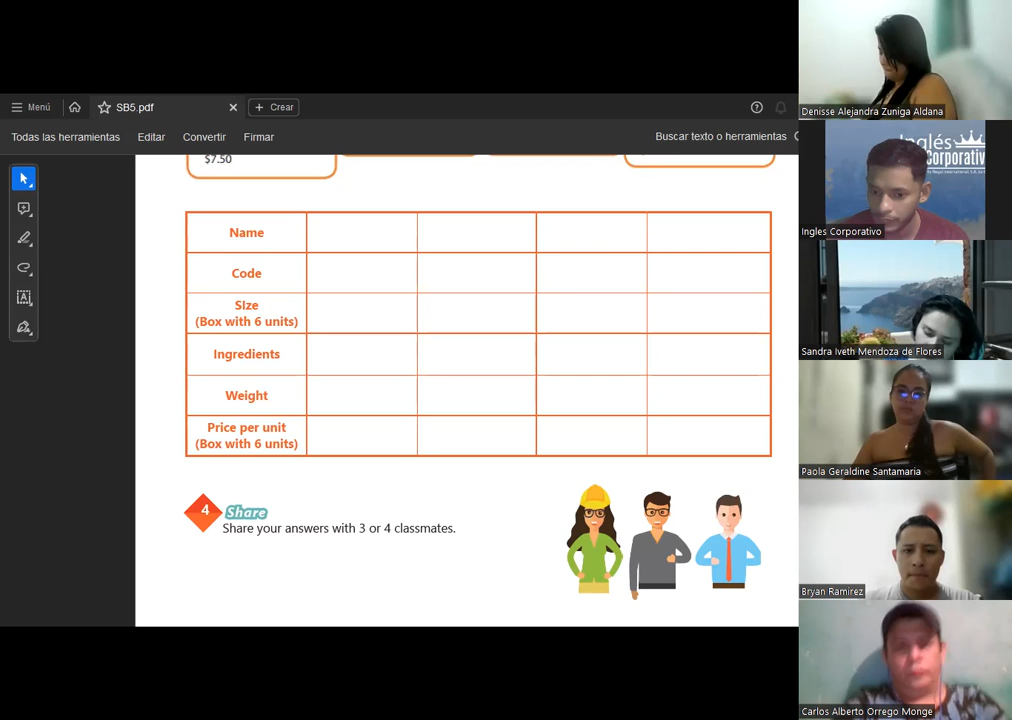 Menú
SB5.pdf
Crear
Todas las herramientas
Editar
Convertir
Firmar
Buscar texto o herramientas
$7.50
Name
Code
SIze
(Box with 6 units)
Ingredients
Weight
Price per unit
(Box with 6 units)
4
Share
Share your answers with 3 or 4 classmates.
Denisse Alejandra Zuniga Aldana
Inglés
Corporativ
Ingles Corporativo
Sandra Iveth Mendoza de Flores
Paola Geraldine Santamaria
Bryan Ramirez
Carlos Alberto Orrego Monge